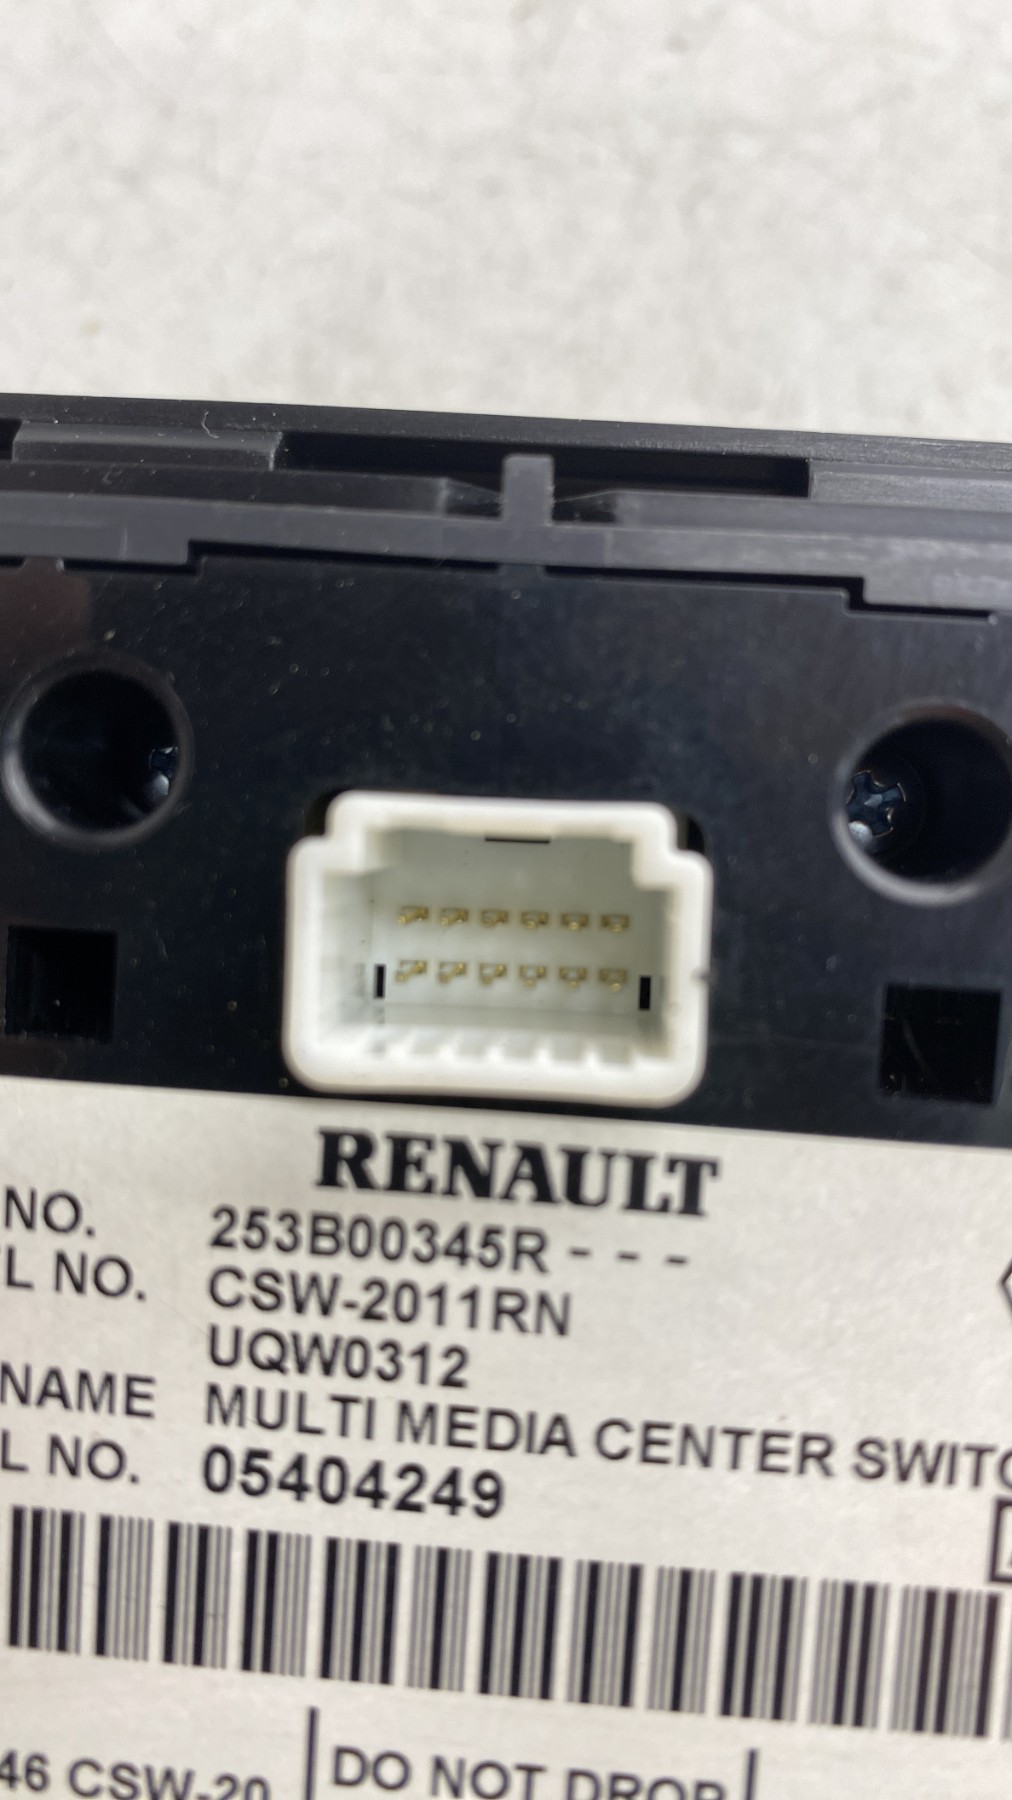 RENAULT
NO. 253B00345R - - -
L NO. CSW-2011RN
UQW0312
NAME MULTI MEDIA CENTER SWITC
L NO. 05404249
46 CSW-20 DO NOT DROP